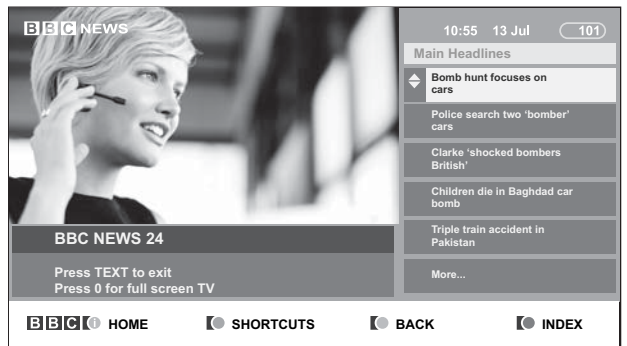 BBC NEWS
10:55 13 Jul 101
Main Headlines
Bomb hunt focuses on
cars
Police search two ‘bomber’
cars
Clarke ‘shocked bombers
British’
Children die in Baghdad car
bomb
Triple train accident in
Pakistan
More...
BBC NEWS 24
Press TEXT to exit
Press 0 for full screen TV
BBCi HOME SHORTCUTS BACK INDEX